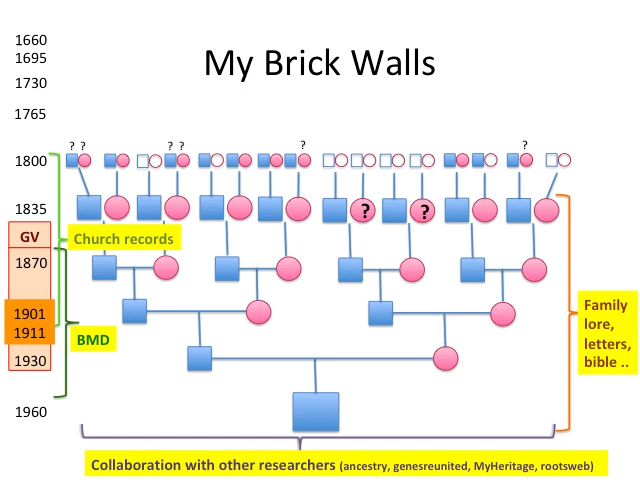 My Brick Walls
1660
1695
1730
1765
? ? ? ? ? ?
1800
1835
? ?
GV
Church records
1870
1901
1911
BMD
Family
lore,
letters,
bible ..
1930
1960
Collaboration with other researchers (ancestry, genesreunited, MyHeritage, rootsweb)